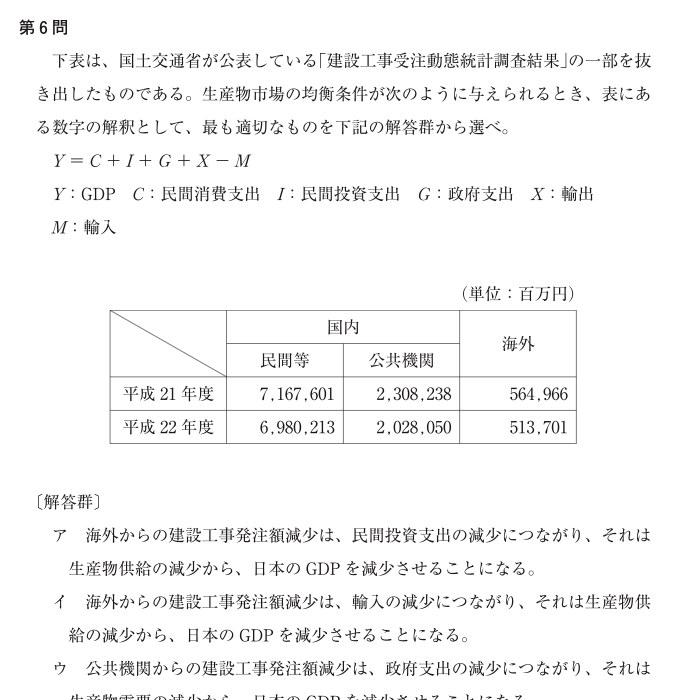 第6問
下表は、国土交通省が公表している「建設工事受注動態統計調査結果」の一部を抜
き出したものである。生産物市場の均衡条件が次のように与えられるとき、表にあ
る数字の解釈として、最も適切なものを下記の解答群から選べ。
Y = C + I + G + X − M
Y：GDP　C：民間消費支出　I：民間投資支出　G：政府支出　X：輸出
M：輸入
（単位：百万円）
国内　海外
民間等　公共機関
平成 21 年度　7,167,601　2,308,238　564,966
平成 22 年度　6,980,213　2,028,050　513,701
〔解答群〕
ア　海外からの建設工事発注額減少は、民間投資支出の減少につながり、それは
生産物供給の減少から、日本の GDP を減少させることになる。
イ　海外からの建設工事発注額減少は、輸入の減少につながり、それは生産物供
給の減少から、日本の GDP を減少させることになる。
ウ　公共機関からの建設工事発注額減少は、政府支出の減少につながり、それは